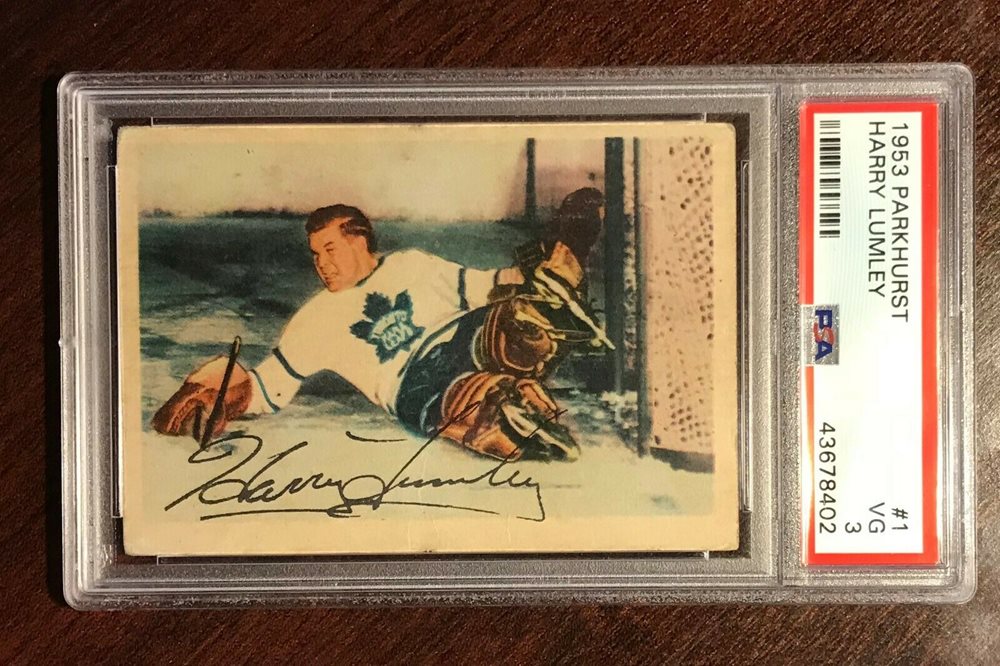 1953 PARKHURST
HARRY LUMLEY
#1
VG
3
PSA
43678402
Harry Lumley